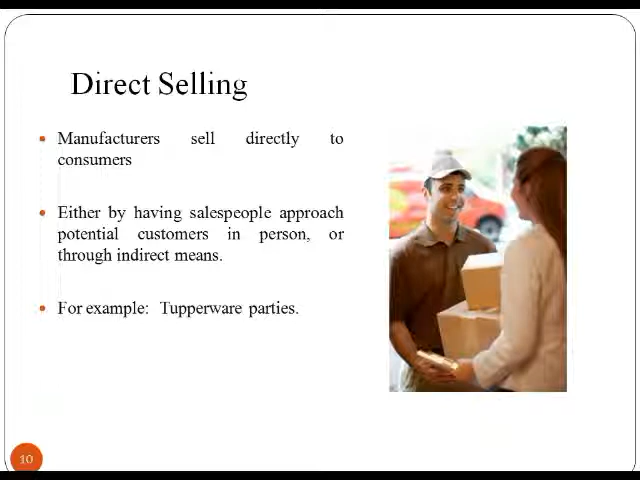 Direct Selling
Manufacturers sell directly to
consumers
Either by having salespeople approach
potential customers in person, or
through indirect means.
For example: Tupperware parties.
10